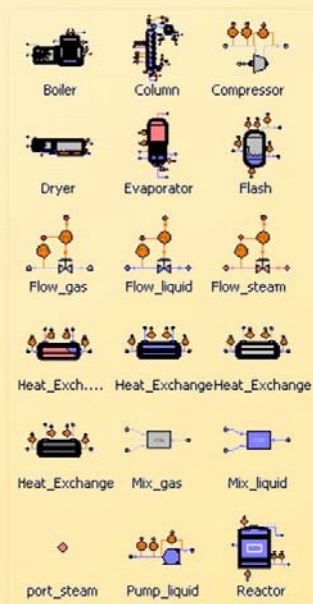 Boiler Column Compressor
Dryer Evaporator Flash
Flow_gas Flow_liquid Flow_steam
Heat_Exch.... Heat_Exchange Heat_Exchange
Heat_Exchange Mix_gas Mix_liquid
port_steam Pump_liquid Reactor